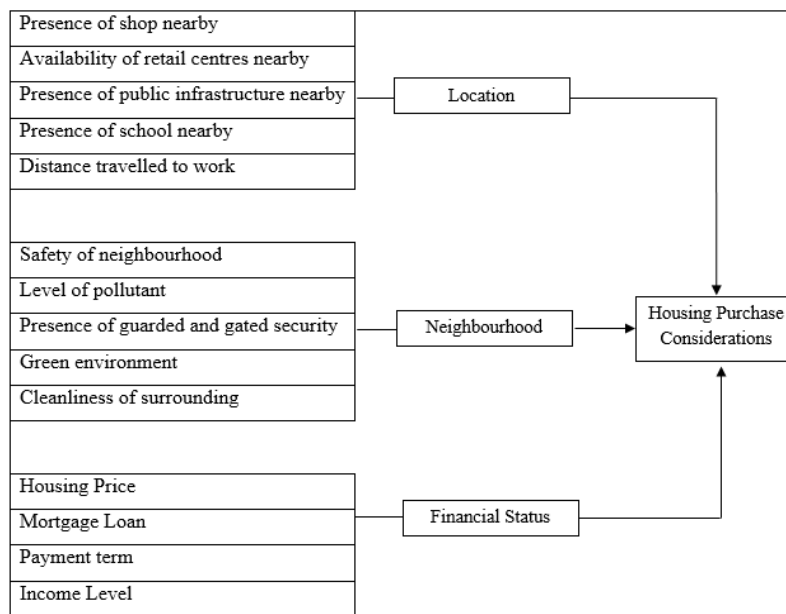 Presence of shop nearby
Availability of retail centres nearby
Presence of public infrastructure nearby
Presence of school nearby
Distance travelled to work
Location
Safety of neighbourhood
Level of pollutant
Presence of guarded and gated security
Green environment
Cleanliness of surrounding
Neighbourhood
Housing Purchase
Considerations
Housing Price
Mortgage Loan
Payment term
Income Level
Financial Status